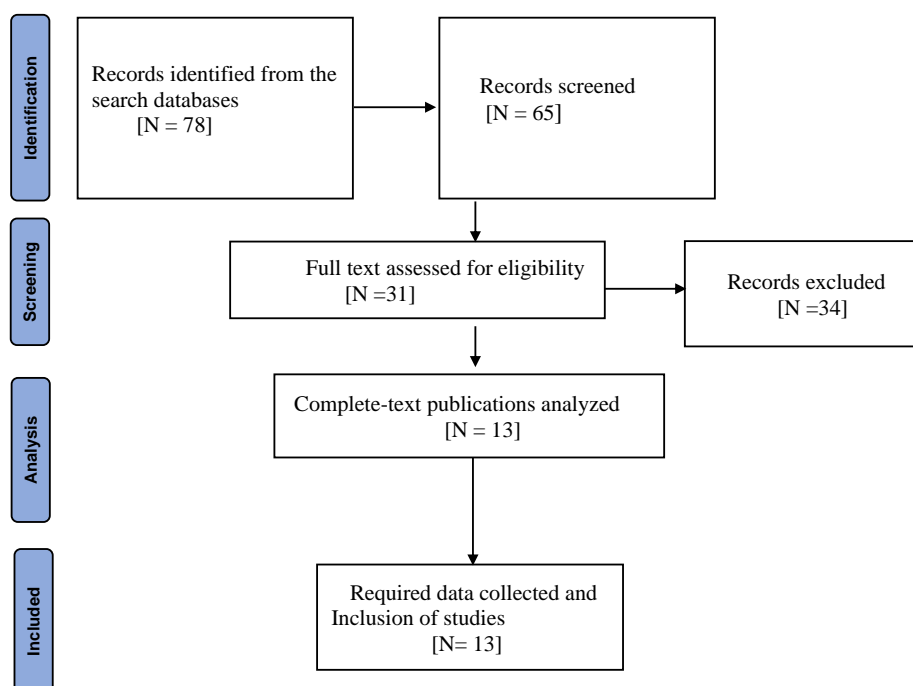 Identification
Records identified from the
search databases
[N = 78]
Records screened
[N = 65]
Screening
Full text assessed for eligibility
[N =31]
Records excluded
[N =34]
Analysis
Complete-text publications analyzed
[N = 13]
Included
Required data collected and
Inclusion of studies
[N= 13]